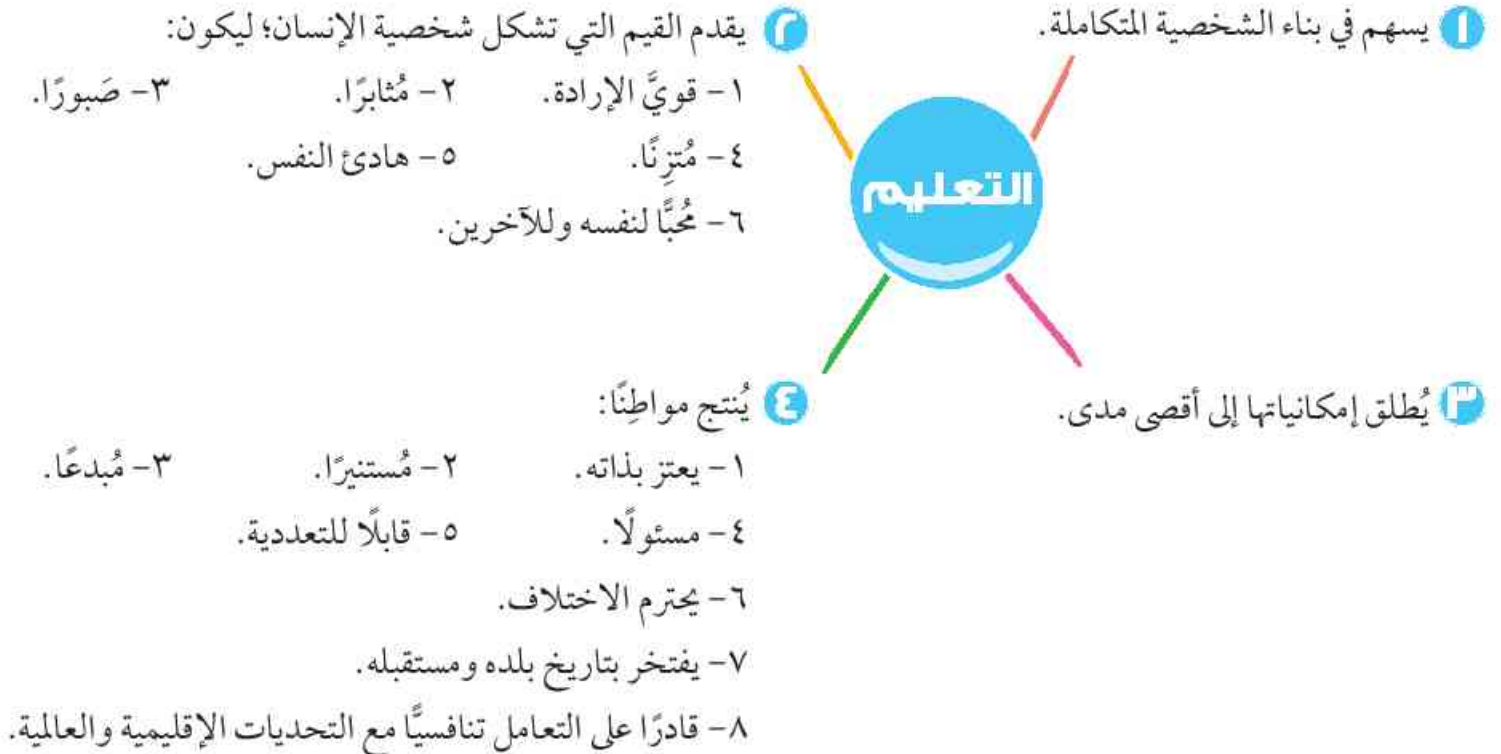 ١ يسهم في بناء الشخصية المتكاملة.
٢ يقدم القيم التي تشكل شخصية الإنسان؛ ليكون:
١- قويَّ الإرادة. ٢- مُثابرًا. ٣- صَبورًا.
٤- مُتزِنًا. ٥- هادئ النفس.
٦- مُحبًّا لنفسه وللآخرين.
التعليم
٣ يُطلق إمكانياتها إلى أقصى مدى.
٤ يُنتج مواطِنًا:
١- يعتز بذاته. ٢- مُستنيرًا. ٣- مُبدعًا.
٤- مسئولًا. ٥- قابلًا للتعددية.
٦- يحترم الاختلاف.
٧- يفتخر بتاريخ بلده ومستقبله.
٨- قادرًا على التعامل تنافسيًّا مع التحديات الإقليمية والعالمية.